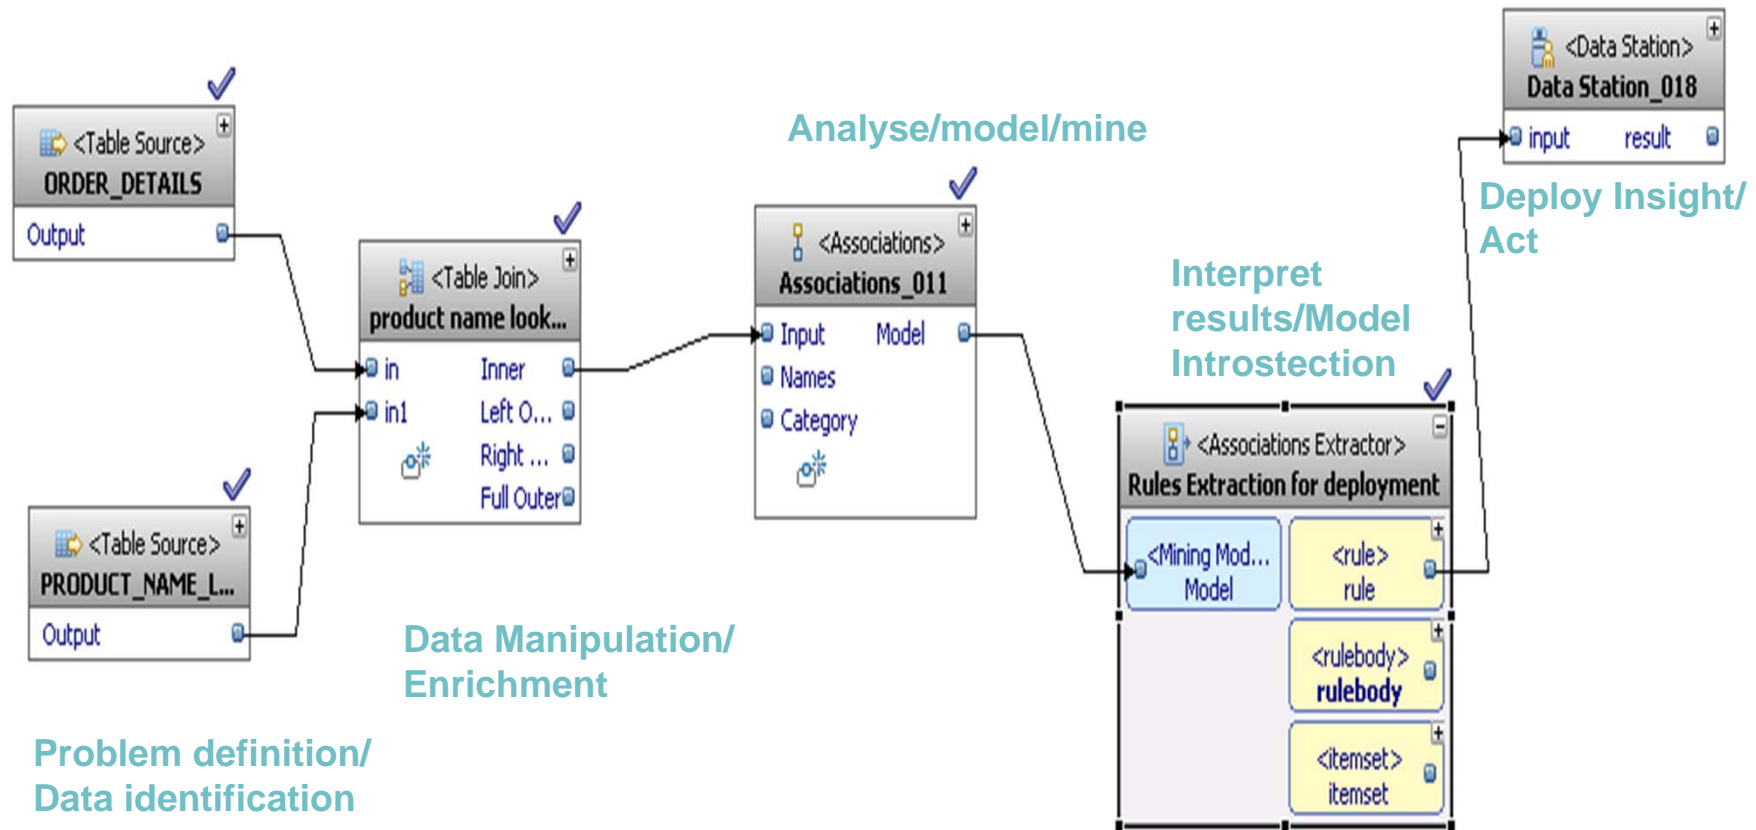 <Table Source>
ORDER_DETAILS
Output
<Table Source>
PRODUCT_NAME_L...
Output
Problem definition/
Data identification
<Table Join>
product name look...
in Inner
in1 Left O...
Right ...
Full Outer
Data Manipulation/
Enrichment
Analyse/model/mine
<Associations>
Associations_011
Input Model
Names
Category
Interpret
results/Model
Introstection
<Associations Extractor>
Rules Extraction for deployment
<Mining Mod...
Model
<rule>
rule
<rulebody>
rulebody
<itemset>
itemset
<Data Station>
Data Station_018
input result
Deploy Insight/
Act